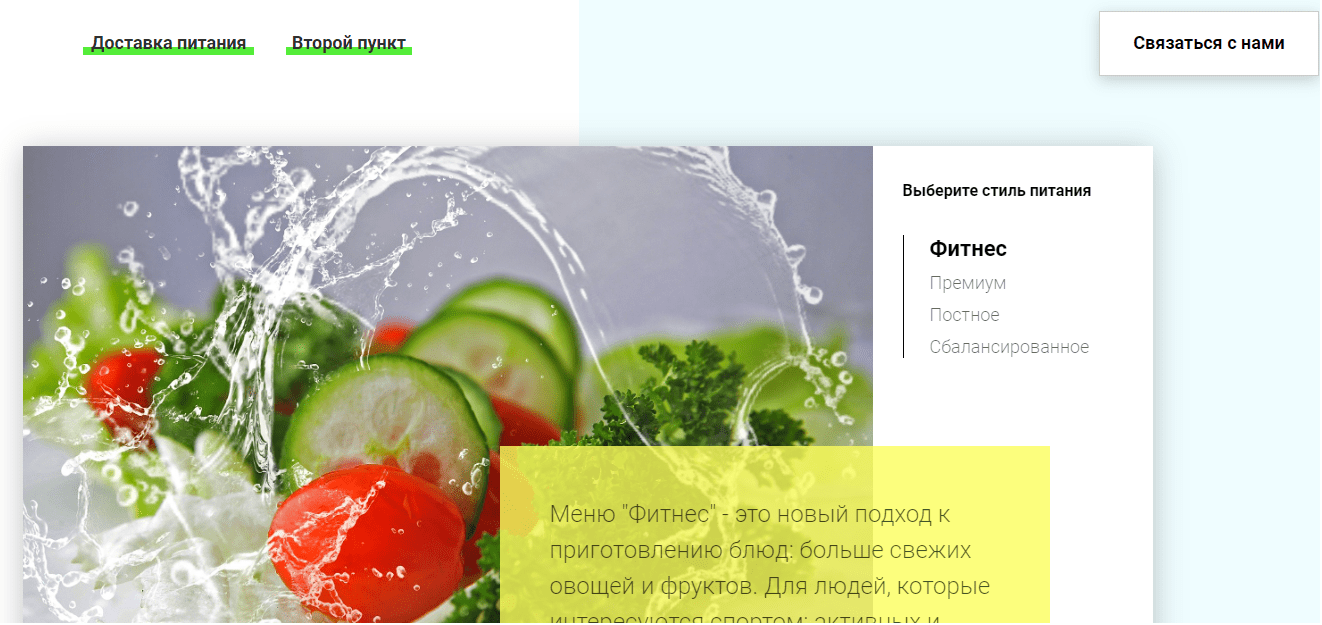 Доставка питания
Второй пункт
Связаться с нами
Выберите стиль питания
Фитнес
Премиум
Постное
Сбалансированное
Меню "Фитнес" - это новый подход к
приготовлению блюд: больше свежих
овощей и фруктов. Для людей, которые
интересуются спортом; активных и